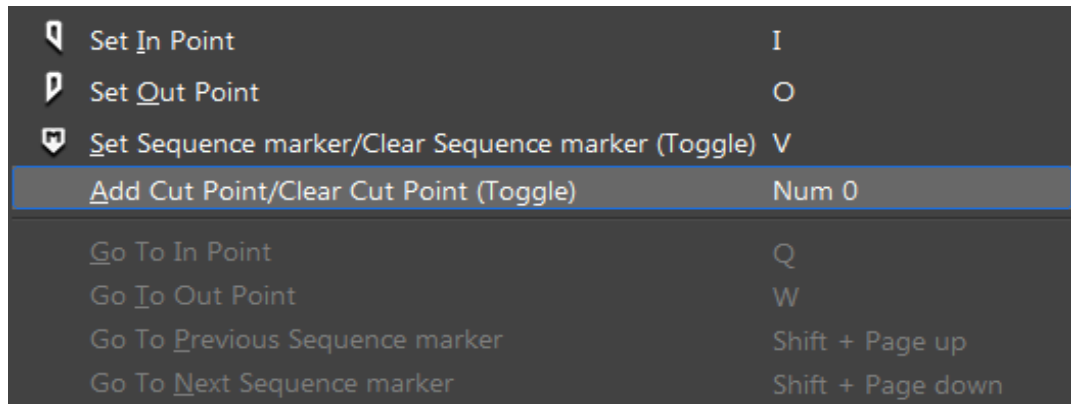 Set In Point I
Set Out Point O
Set Sequence marker/Clear Sequence marker (Toggle) V
Add Cut Point/Clear Cut Point (Toggle) Num 0
Go To In Point Q
Go To Out Point W
Go To Previous Sequence marker Shift + Page up
Go To Next Sequence marker Shift + Page down